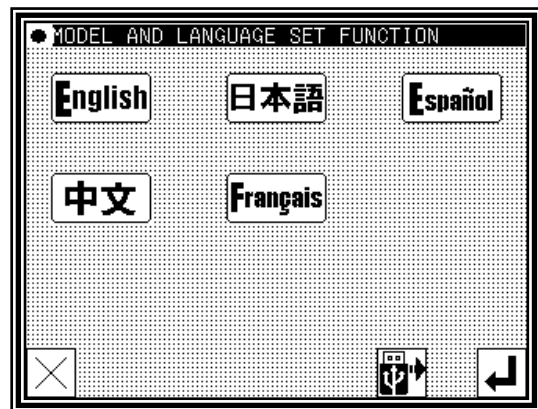 MODEL AND LANGUAGE SET FUNCTION
English 日本語 Español
中文 Français